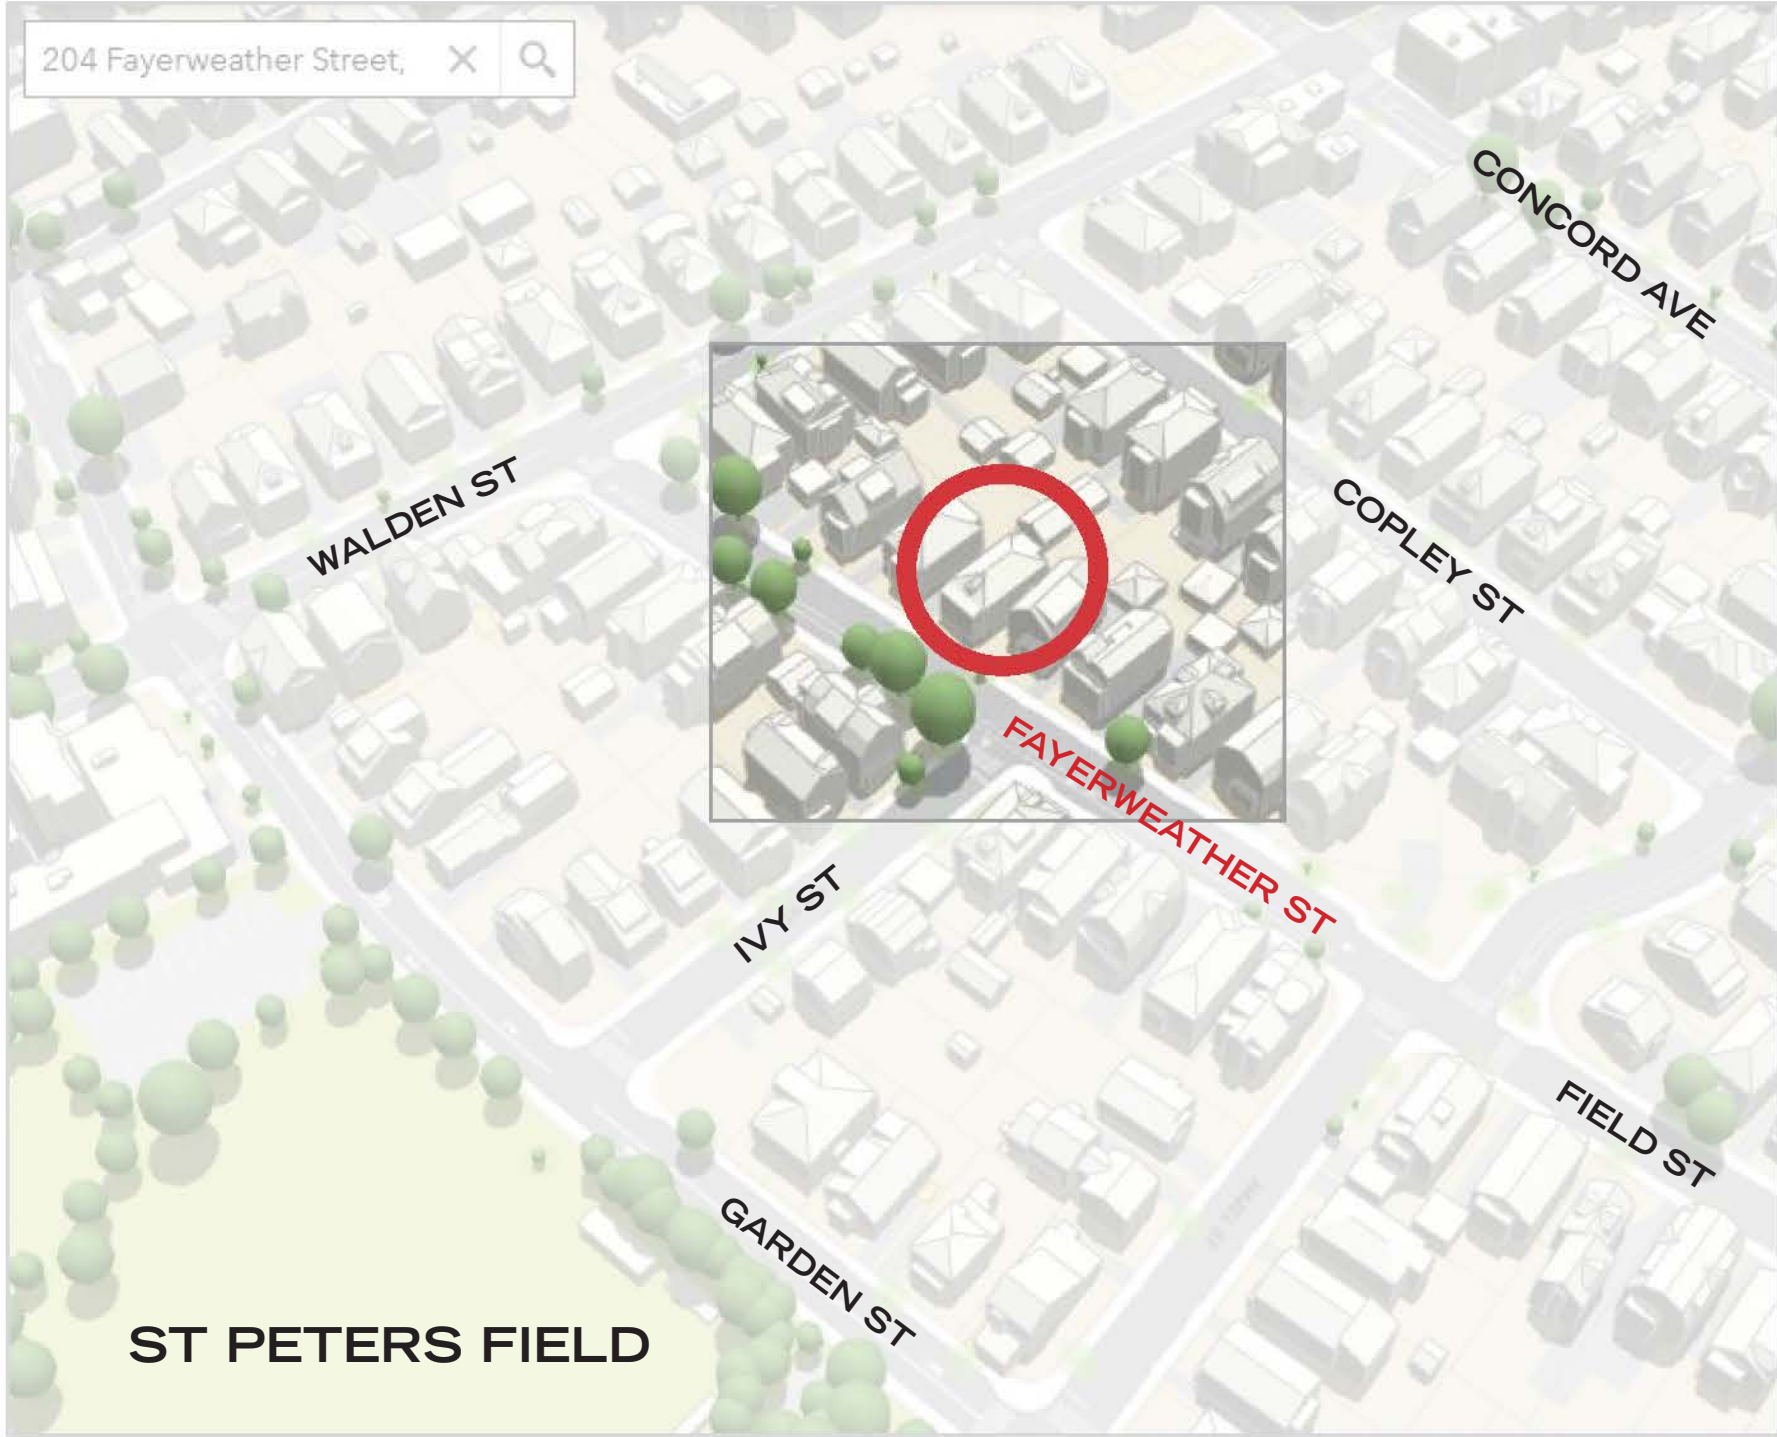 204 Fayerweather Street,
CONCORD AVE
WALDEN ST
COPLEY ST
FAYERWEATHER ST
IVY ST
FIELD ST
GARDEN ST
ST PETERS FIELD